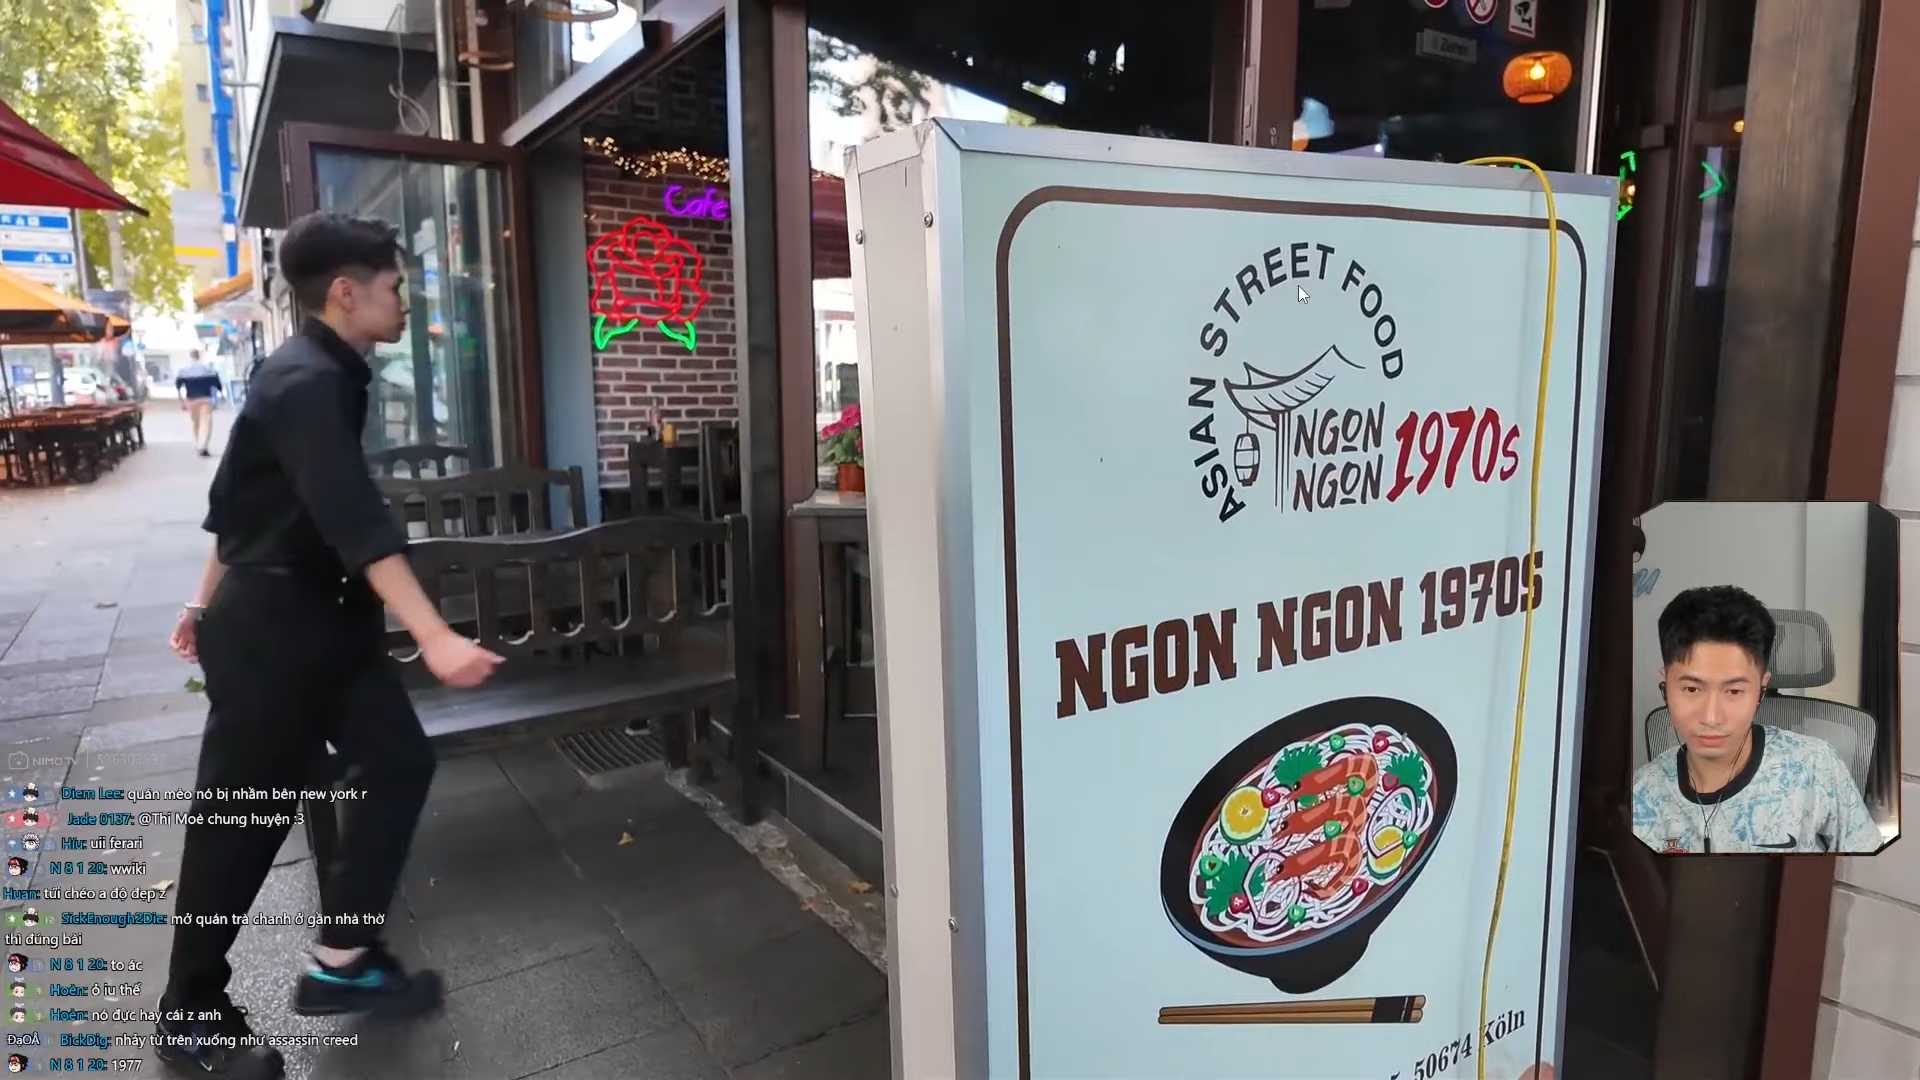 Cafe
ASIAN STREET FOOD
NGON
NGON
1970s
NGON NGON 1970S
50674 Köln
NIMO TV
Diem Lee: quán mèo nó bị nhầm bên new york r
Jade 0137: @Thị Moè chung huyện :3
Híu: uii ferari
N 8 1 20: wwiki
Huan: túi chéo a độ đẹp z
SickEnough2Die: mở quán trà chanh ở gần nhà thờ
thì đúng bài
N 8 1 20: to ác
Hoên: ỏ iu thế
Hoên: nó đực hay cái z anh
ĐạOÅ BickDig: nhảy từ trên xuống như assassin creed
N 8 1 20: 1977